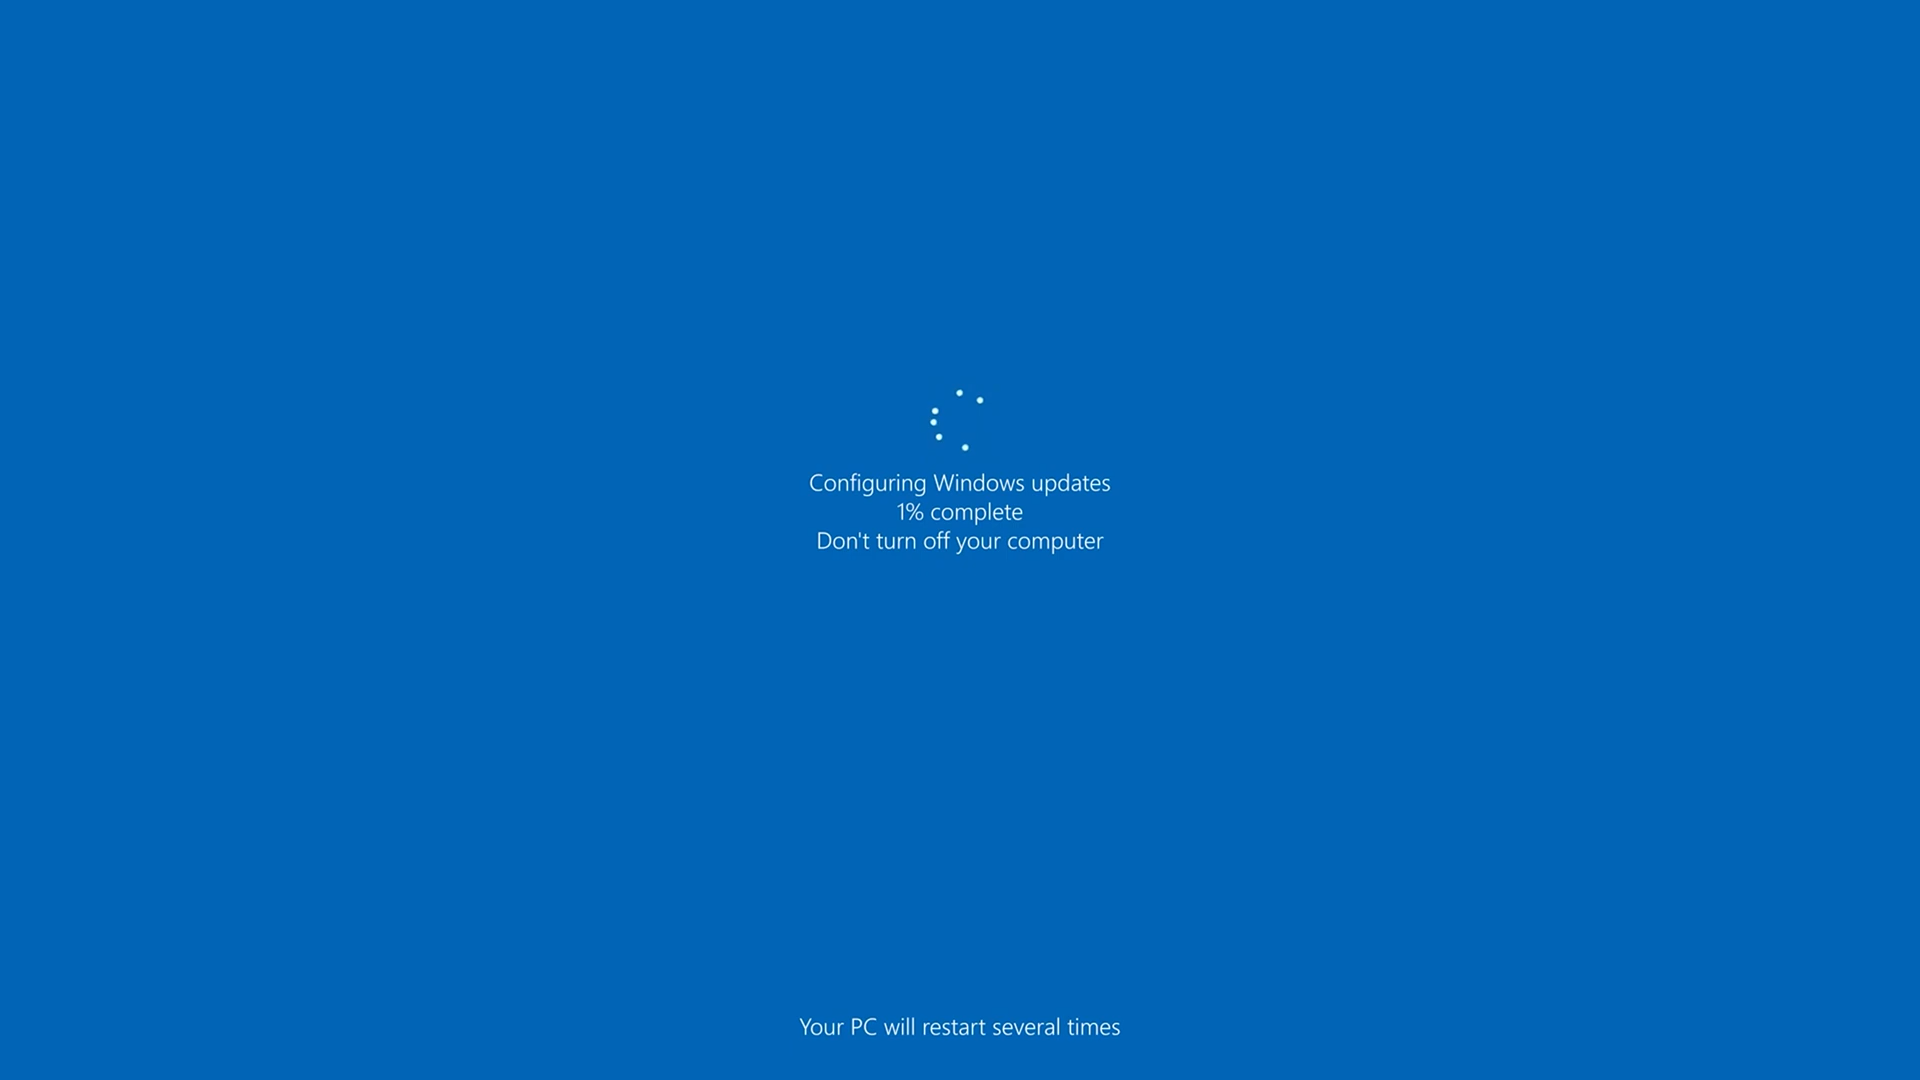 Configuring Windows updates
1% complete
Don't turn off your computer
Your PC will restart several times